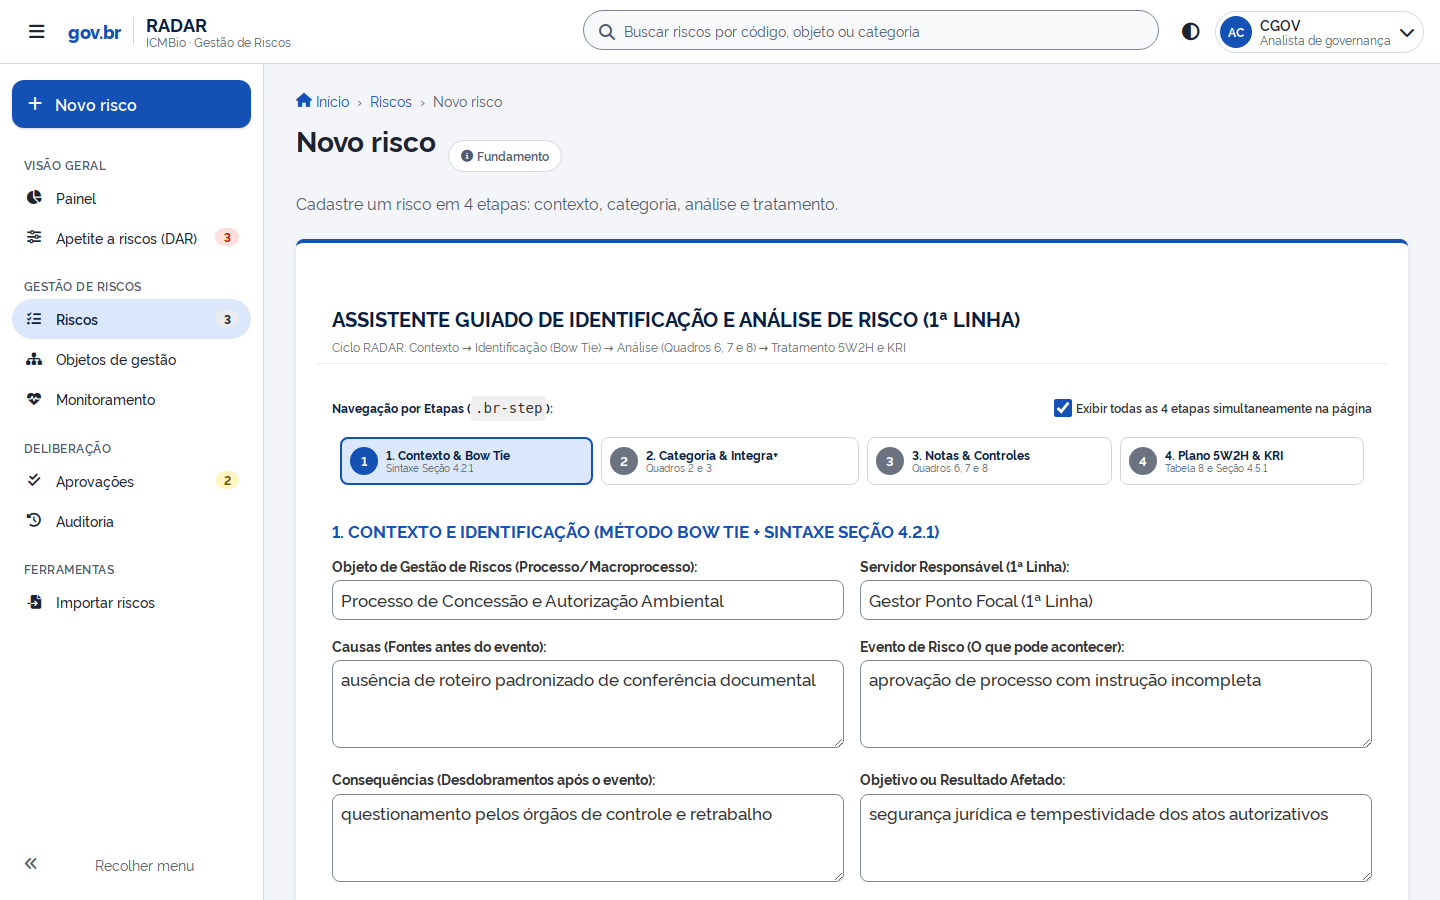 gov.br
RADAR
ICMBio · Gestão de Riscos
Buscar riscos por código, objeto ou categoria
AC
CGOV
Analista de governança
Novo risco
VISÃO GERAL
Painel
Apetite a riscos (DAR) 3
GESTÃO DE RISCOS
Riscos 3
Objetos de gestão
Monitoramento
DELIBERAÇÃO
Aprovações 2
Auditoria
FERRAMENTAS
Importar riscos
Recolher menu
Início › Riscos › Novo risco
Novo risco
Fundamento
Cadastre um risco em 4 etapas: contexto, categoria, análise e tratamento.
ASSISTENTE GUIADO DE IDENTIFICAÇÃO E ANÁLISE DE RISCO (1ª LINHA)
Ciclo RADAR: Contexto → Identificação (Bow Tie) → Análise (Quadros 6, 7 e 8) → Tratamento 5W2H e KRI
Navegação por Etapas ( .br-step ):
Exibir todas as 4 etapas simultaneamente na página
1
1. Contexto & Bow Tie
Sintaxe Seção 4.2.1
2
2. Categoria & Integra+
Quadros 2 e 3
3
3. Notas & Controles
Quadros 6, 7 e 8
4
4. Plano 5W2H & KRI
Tabela 8 e Seção 4.5.1
1. CONTEXTO E IDENTIFICAÇÃO (MÉTODO BOW TIE + SINTAXE SEÇÃO 4.2.1)
Objeto de Gestão de Riscos (Processo/Macroprocesso):
Processo de Concessão e Autorização Ambiental
Servidor Responsável (1ª Linha):
Gestor Ponto Focal (1ª Linha)
Causas (Fontes antes do evento):
ausência de roteiro padronizado de conferência documental
Evento de Risco (O que pode acontecer):
aprovação de processo com instrução incompleta
Consequências (Desdobramentos após o evento):
questionamento pelos órgãos de controle e retrabalho
Objetivo ou Resultado Afetado:
segurança jurídica e tempestividade dos atos autorizativos